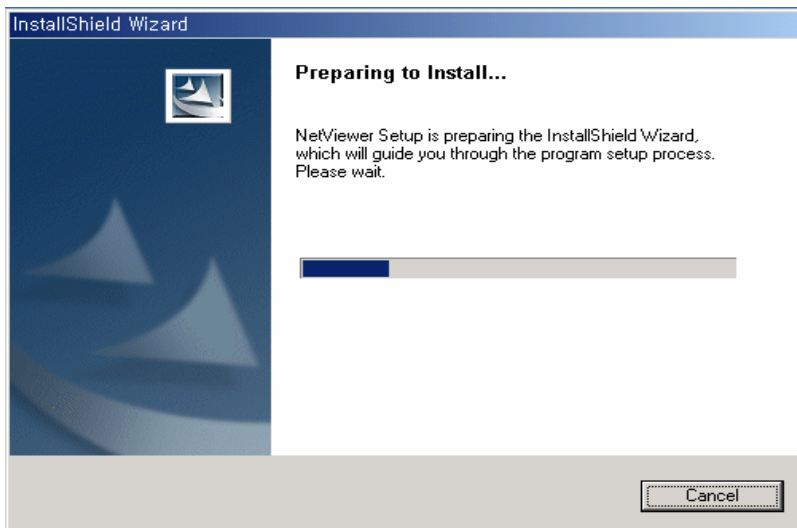 InstallShield Wizard
Preparing to Install...
NetViewer Setup is preparing the InstallShield Wizard,
which will guide you through the program setup process.
Please wait.
Cancel